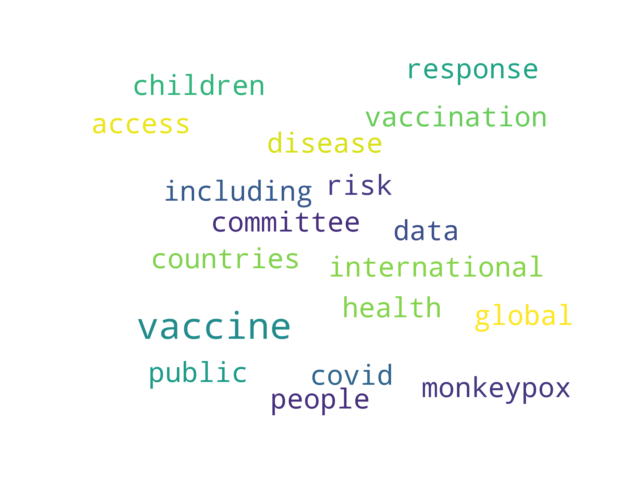 response
children
vaccination
access
disease
risk
including
committee
data
countries
international
health
global
vaccine
public
covid
monkeypox
people